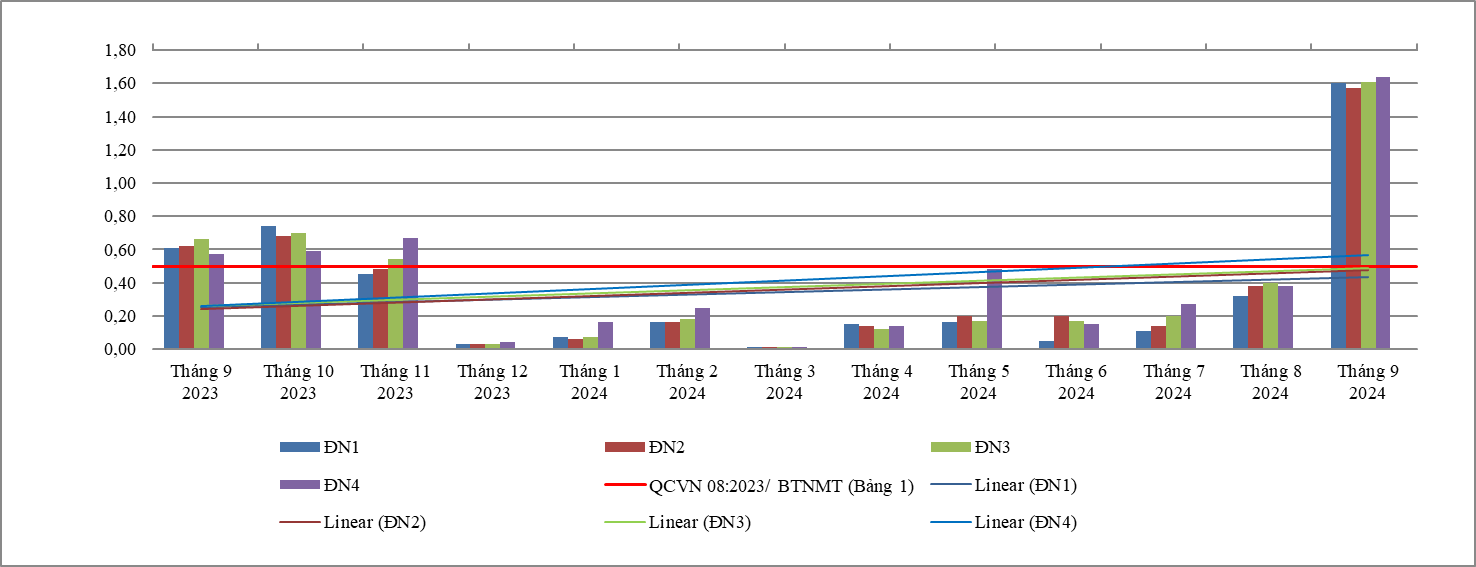 1,80
1,60
1,40
1,20
1,00
0,80
0,60
0,40
0,20
0,00
Tháng 9 2023
Tháng 10 2023
Tháng 11 2023
Tháng 12 2023
Tháng 1 2024
Tháng 2 2024
Tháng 3 2024
Tháng 4 2024
Tháng 5 2024
Tháng 6 2024
Tháng 7 2024
Tháng 8 2024
Tháng 9 2024
ĐN1
ĐN2
ĐN3
ĐN4
QCVN 08:2023/ BTNMT (Bảng 1)
Linear (ĐN1)
Linear (ĐN2)
Linear (ĐN3)
Linear (ĐN4)